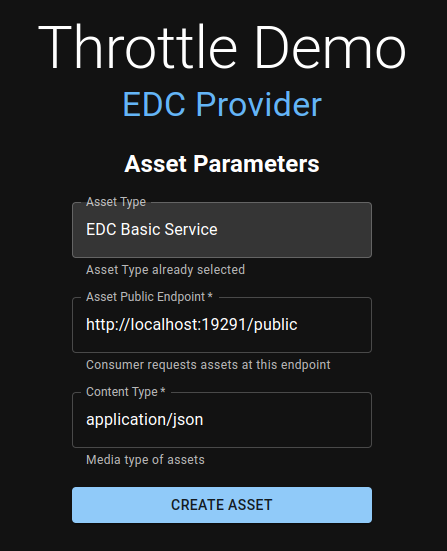 Throttle Demo
EDC Provider
Asset Parameters
Asset Type
EDC Basic Service
Asset Type already selected
Asset Public Endpoint *
http://localhost:19291/public
Consumer requests assets at this endpoint
Content Type *
application/json
Media type of assets
CREATE ASSET